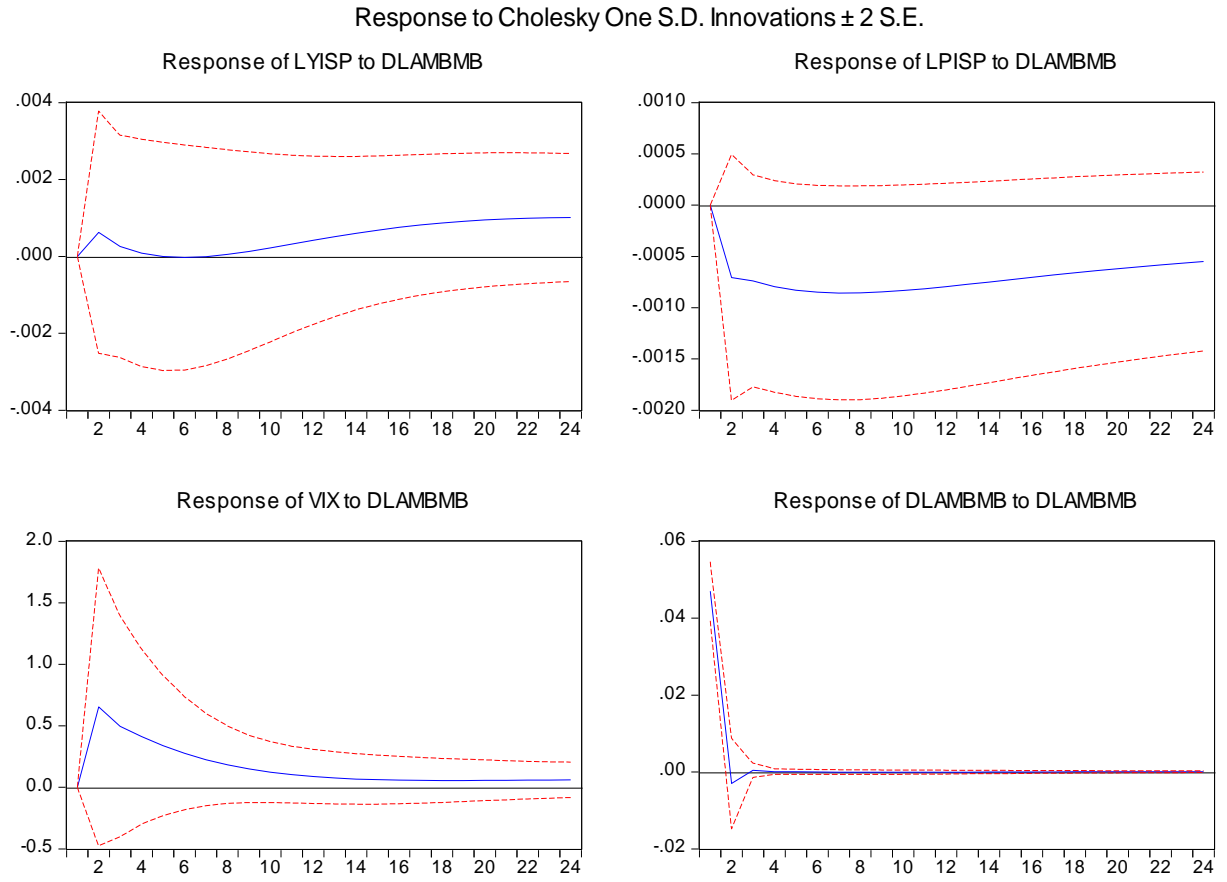 Response to Cholesky One S.D. Innovations ± 2 S.E.
Response of LYISP to DLAMBMB
.004
.002
.000
-.002
-.004
2 4 6 8 10 12 14 16 18 20 22 24
Response of LPISP to DLAMBMB
.0010
.0005
.0000
-.0005
-.0010
-.0015
-.0020
2 4 6 8 10 12 14 16 18 20 22 24
Response of VIX to DLAMBMB
2.0
1.5
1.0
0.5
0.0
-0.5
2 4 6 8 10 12 14 16 18 20 22 24
Response of DLAMBMB to DLAMBMB
.06
.04
.02
.00
-.02
2 4 6 8 10 12 14 16 18 20 22 24